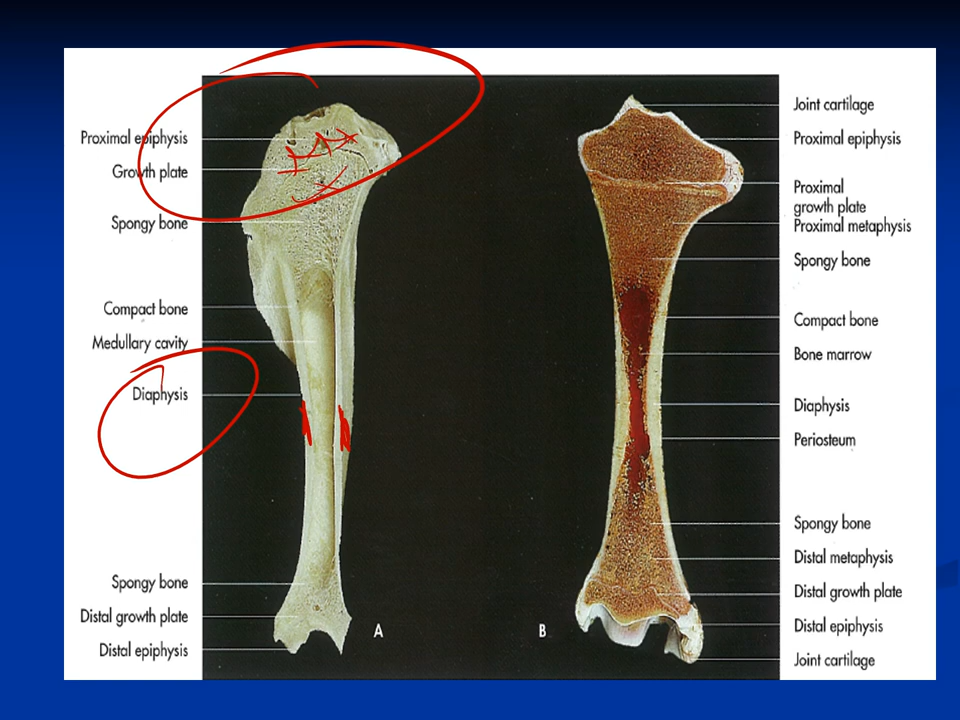 Proximal epiphysis
Growth plate
Spongy bone
Compact bone
Medullary cavity
Diaphysis
Spongy bone
Distal growth plate
Distal epiphysis
A
B
Joint cartilage
Proximal epiphysis
Proximal
growth plate
Proximal metaphysis
Spongy bone
Compact bone
Bone marrow
Diaphysis
Periosteum
Spongy bone
Distal metaphysis
Distal growth plate
Distal epiphysis
Joint cartilage